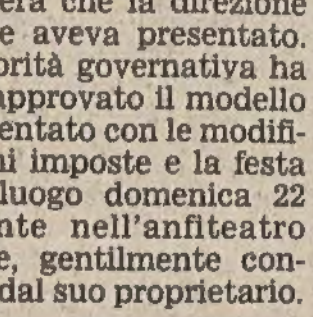 era che la direzione
e aveva presentato.
orità governativa ha
approvato il modello
entato con le modifi-
ni imposte e la festa
luogo domenica 22
nte nell'anfiteatro
e, gentilmente con-
dal suo proprietario.